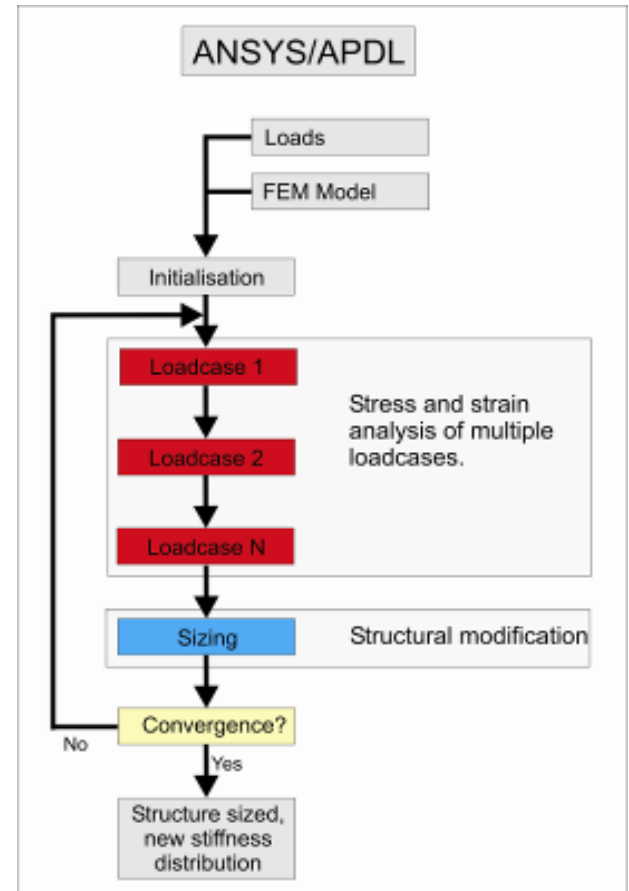 ANSYS/APDL
Loads
FEM Model
Initialisation
Loadcase 1
Stress and strain
analysis of multiple
loadcases.
Loadcase 2
Loadcase N
Sizing
Structural modification
Convergence?
No
Yes
Structure sized,
new stiffness
distribution